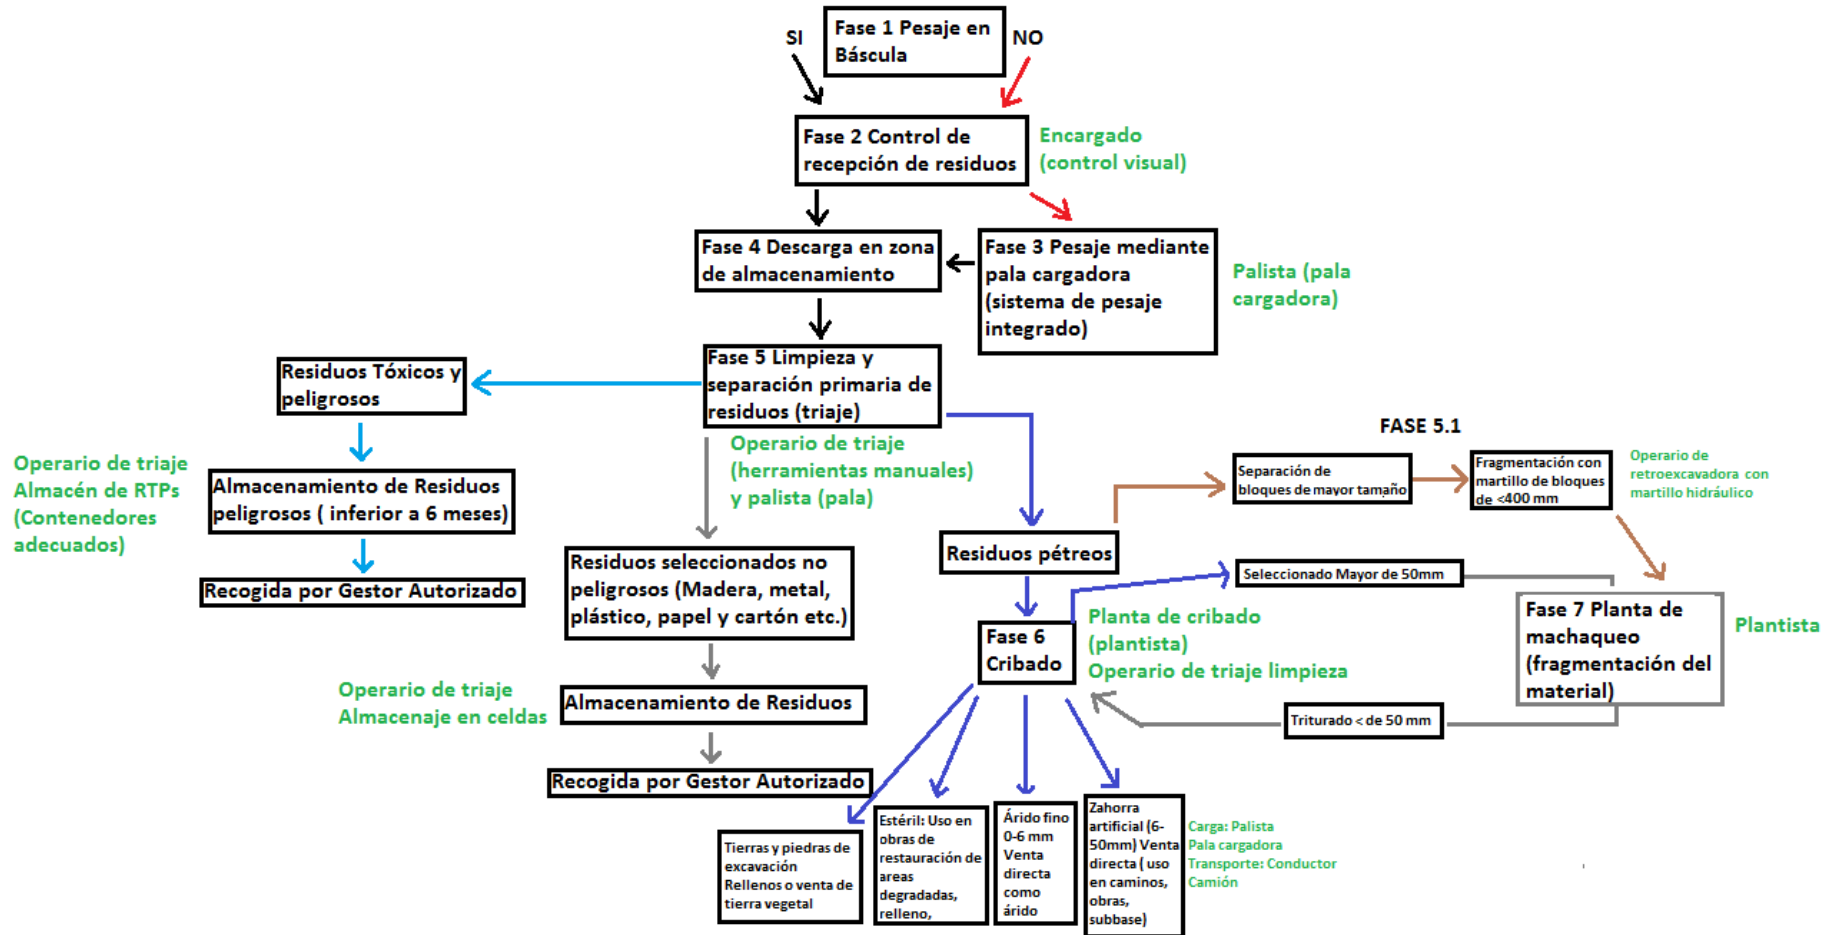 SI
Fase 1 Pesaje en
Báscula
NO
Fase 2 Control de
recepción de residuos
Encargado
(control visual)
Fase 4 Descarga en zona
de almacenamiento
Fase 3 Pesaje mediante
pala cargadora
(sistema de pesaje
integrado)
Palista (pala
cargadora)
Fase 5 Limpieza y
separación primaria de
residuos (triaje)
Residuos Tóxicos y
peligrosos
Operario de triaje
(herramientas manuales)
y palista (pala)
Operario de triaje
Almacén de RTPs
(Contenedores
adecuados)
Almacenamiento de Residuos
peligrosos ( inferior a 6 meses)
Recogida por Gestor Autorizado
FASE 5.1
Separación de
bloques de mayor tamaño
Fragmentación con
martillo de bloques
de <400 mm
Operario de
retroexcavadora con
martillo hidráulico
Residuos pétreos
Residuos seleccionados no
peligrosos (Madera, metal,
plástico, papel y cartón etc.)
Seleccionado Mayor de 50mm
Fase 6
Cribado
Planta de cribado
(plantista)
Operario de triaje limpieza
Fase 7 Planta de
machaqueo
(fragmentación del
material)
Plantista
Operario de triaje
Almacenaje en celdas
Almacenamiento de Residuos
Triturado < de 50 mm
Recogida por Gestor Autorizado
Tierras y piedras de
excavación
Rellenos o venta de
tierra vegetal
Estéril: Uso en
obras de
restauración de
areas
degradadas,
relleno,
Árido fino
0-6 mm
Venta
directa
como
árido
Zahorra
artificial (6-
50mm) Venta
directa ( uso
en caminos,
obras,
subbase)
Carga: Palista
Pala cargadora
Transporte: Conductor
Camión